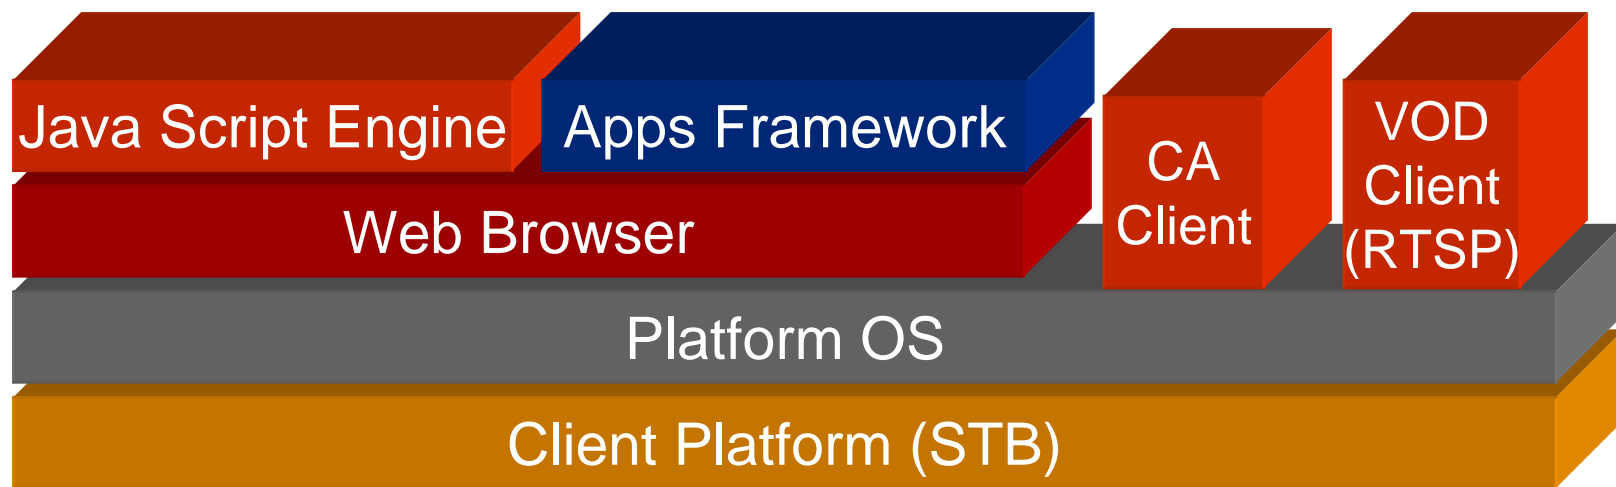 Java Script Engine
Apps Framework
CA
Client
VOD
Client
(RTSP)
Web Browser
Platform OS
Client Platform (STB)